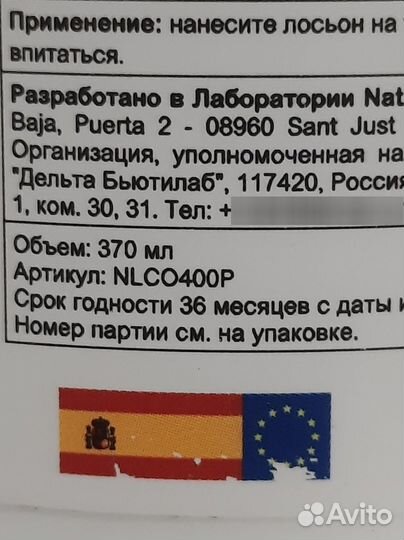 Применение: нанесите лосьон на
впитаться.
Разработано в Лаборатории Nat
Baja, Puerta 2 - 08960 Sant Just
Организация, уполномоченная на
"Дельта Бьютилаб", 117420, Россия
1, ком. 30, 31. Тел: +
Объем: 370 мл
Артикул: NLCO400P
Срок годности 36 месяцев с даты
Номер партии см. на упаковке.
Avito